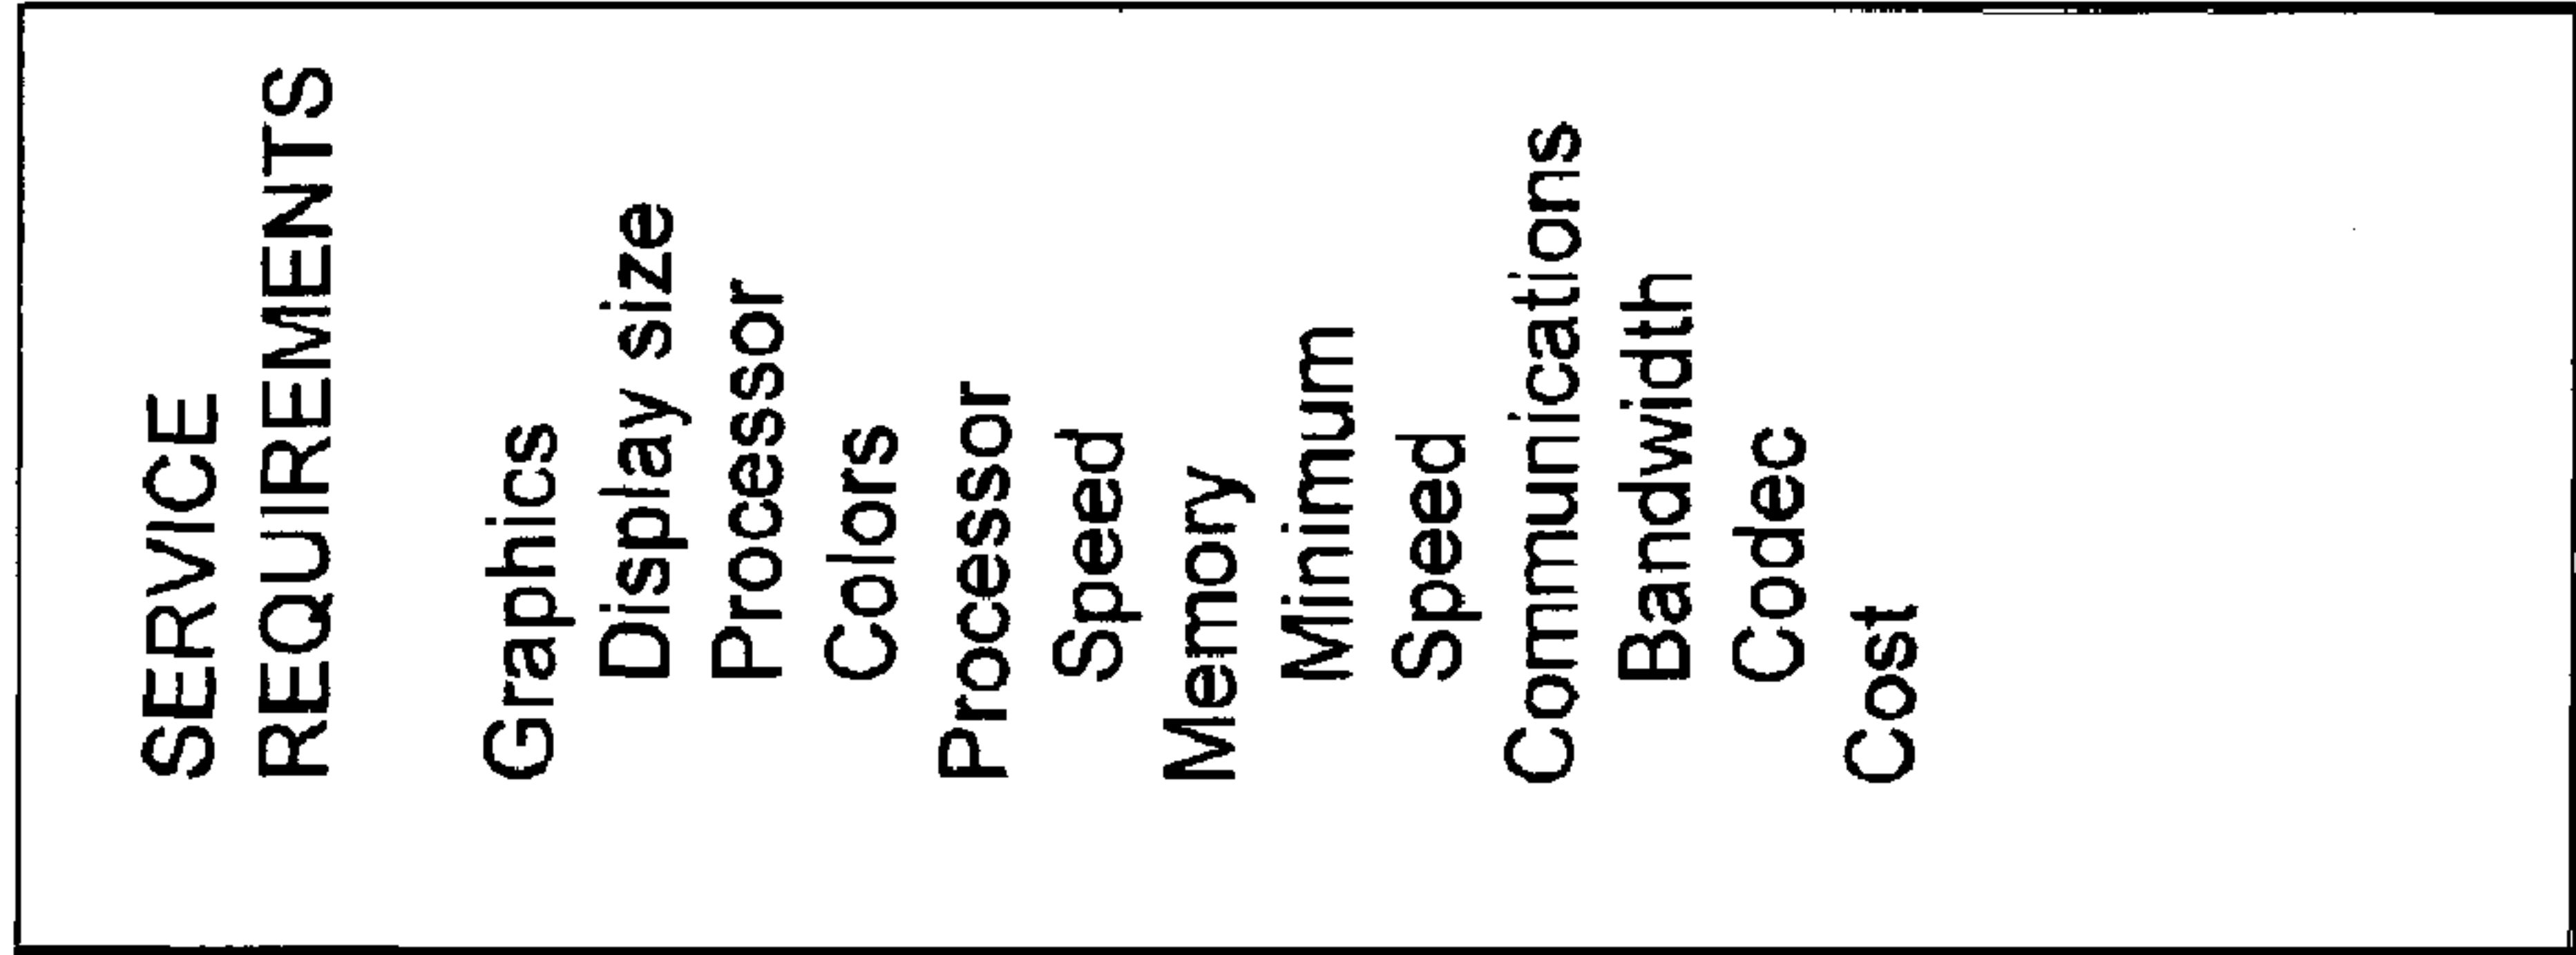 SERVICE
REQUIREMENTS
Graphics
Display size
Processor
Colors
Processor
Speed
Memory
Minimum
Speed
Communications
Bandwidth
Codec
Cost